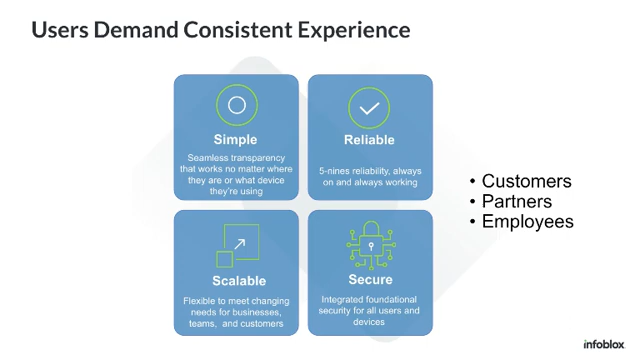 Users Demand Consistent Experience
Simple
Seamless transparency
that works no matter where
they are or what device
they're using
Reliable
5-nines reliability, always
on and always working
Scalable
Flexible to meet changing
needs for businesses,
teams, and customers
Secure
Integrated foundational
security for all users and
devices
• Customers
• Partners
• Employees
infoblox